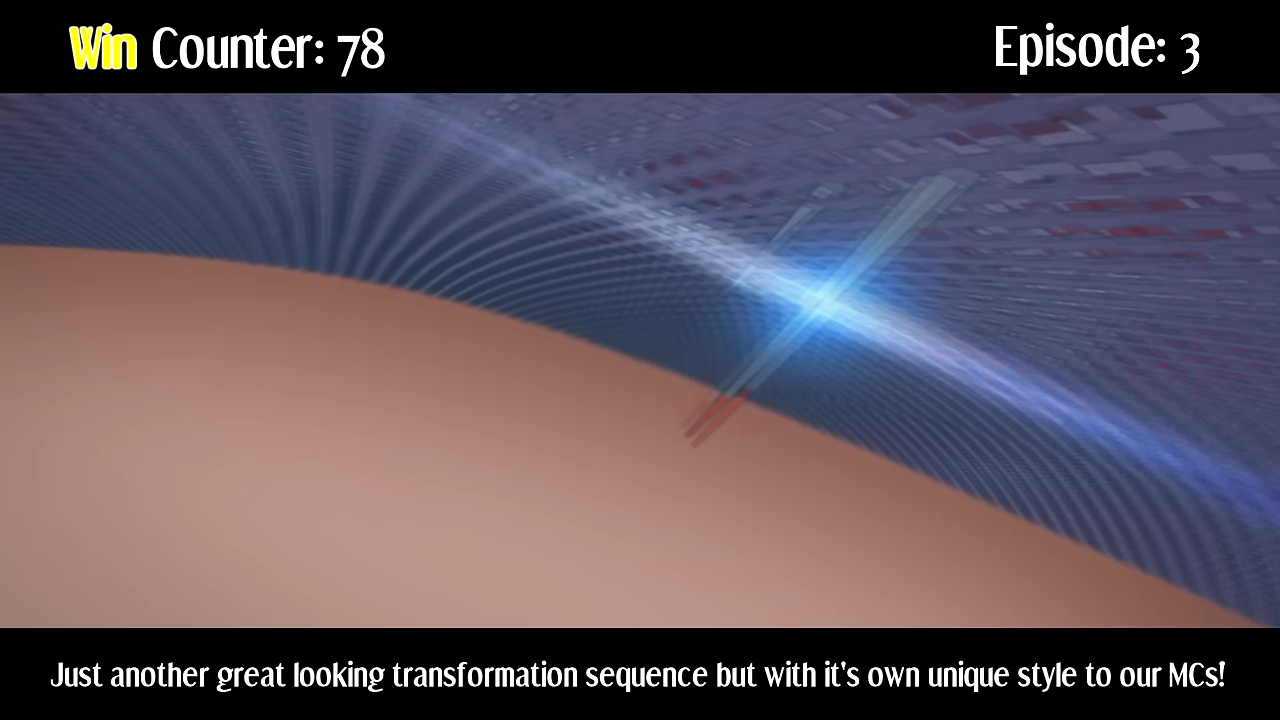 Win Counter: 78
Episode: 3
Just another great looking transformation sequence but with it's own unique style to our MCs!